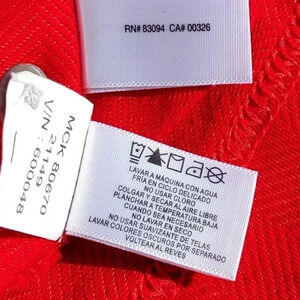 RN# 83094 CA# 00326
MCK 80670
V/N : 21149 - 600048
LAVAR A MÁQUINA CON AGUA
FRÍA EN CICLO DELICADO
NO USAR CLORO
COLGAR Y SECAR AL AIRE LIBRE
PLANCHAR A TEMPERATURA BAJA
CUANDO SEA NECESARIO
NO LAVAR EN SECO
NO USAR SUAVIZANTE DE TELAS
LAVAR COLORES OSCUROS POR SEPARADO
VOLTEAR AL REVÉS